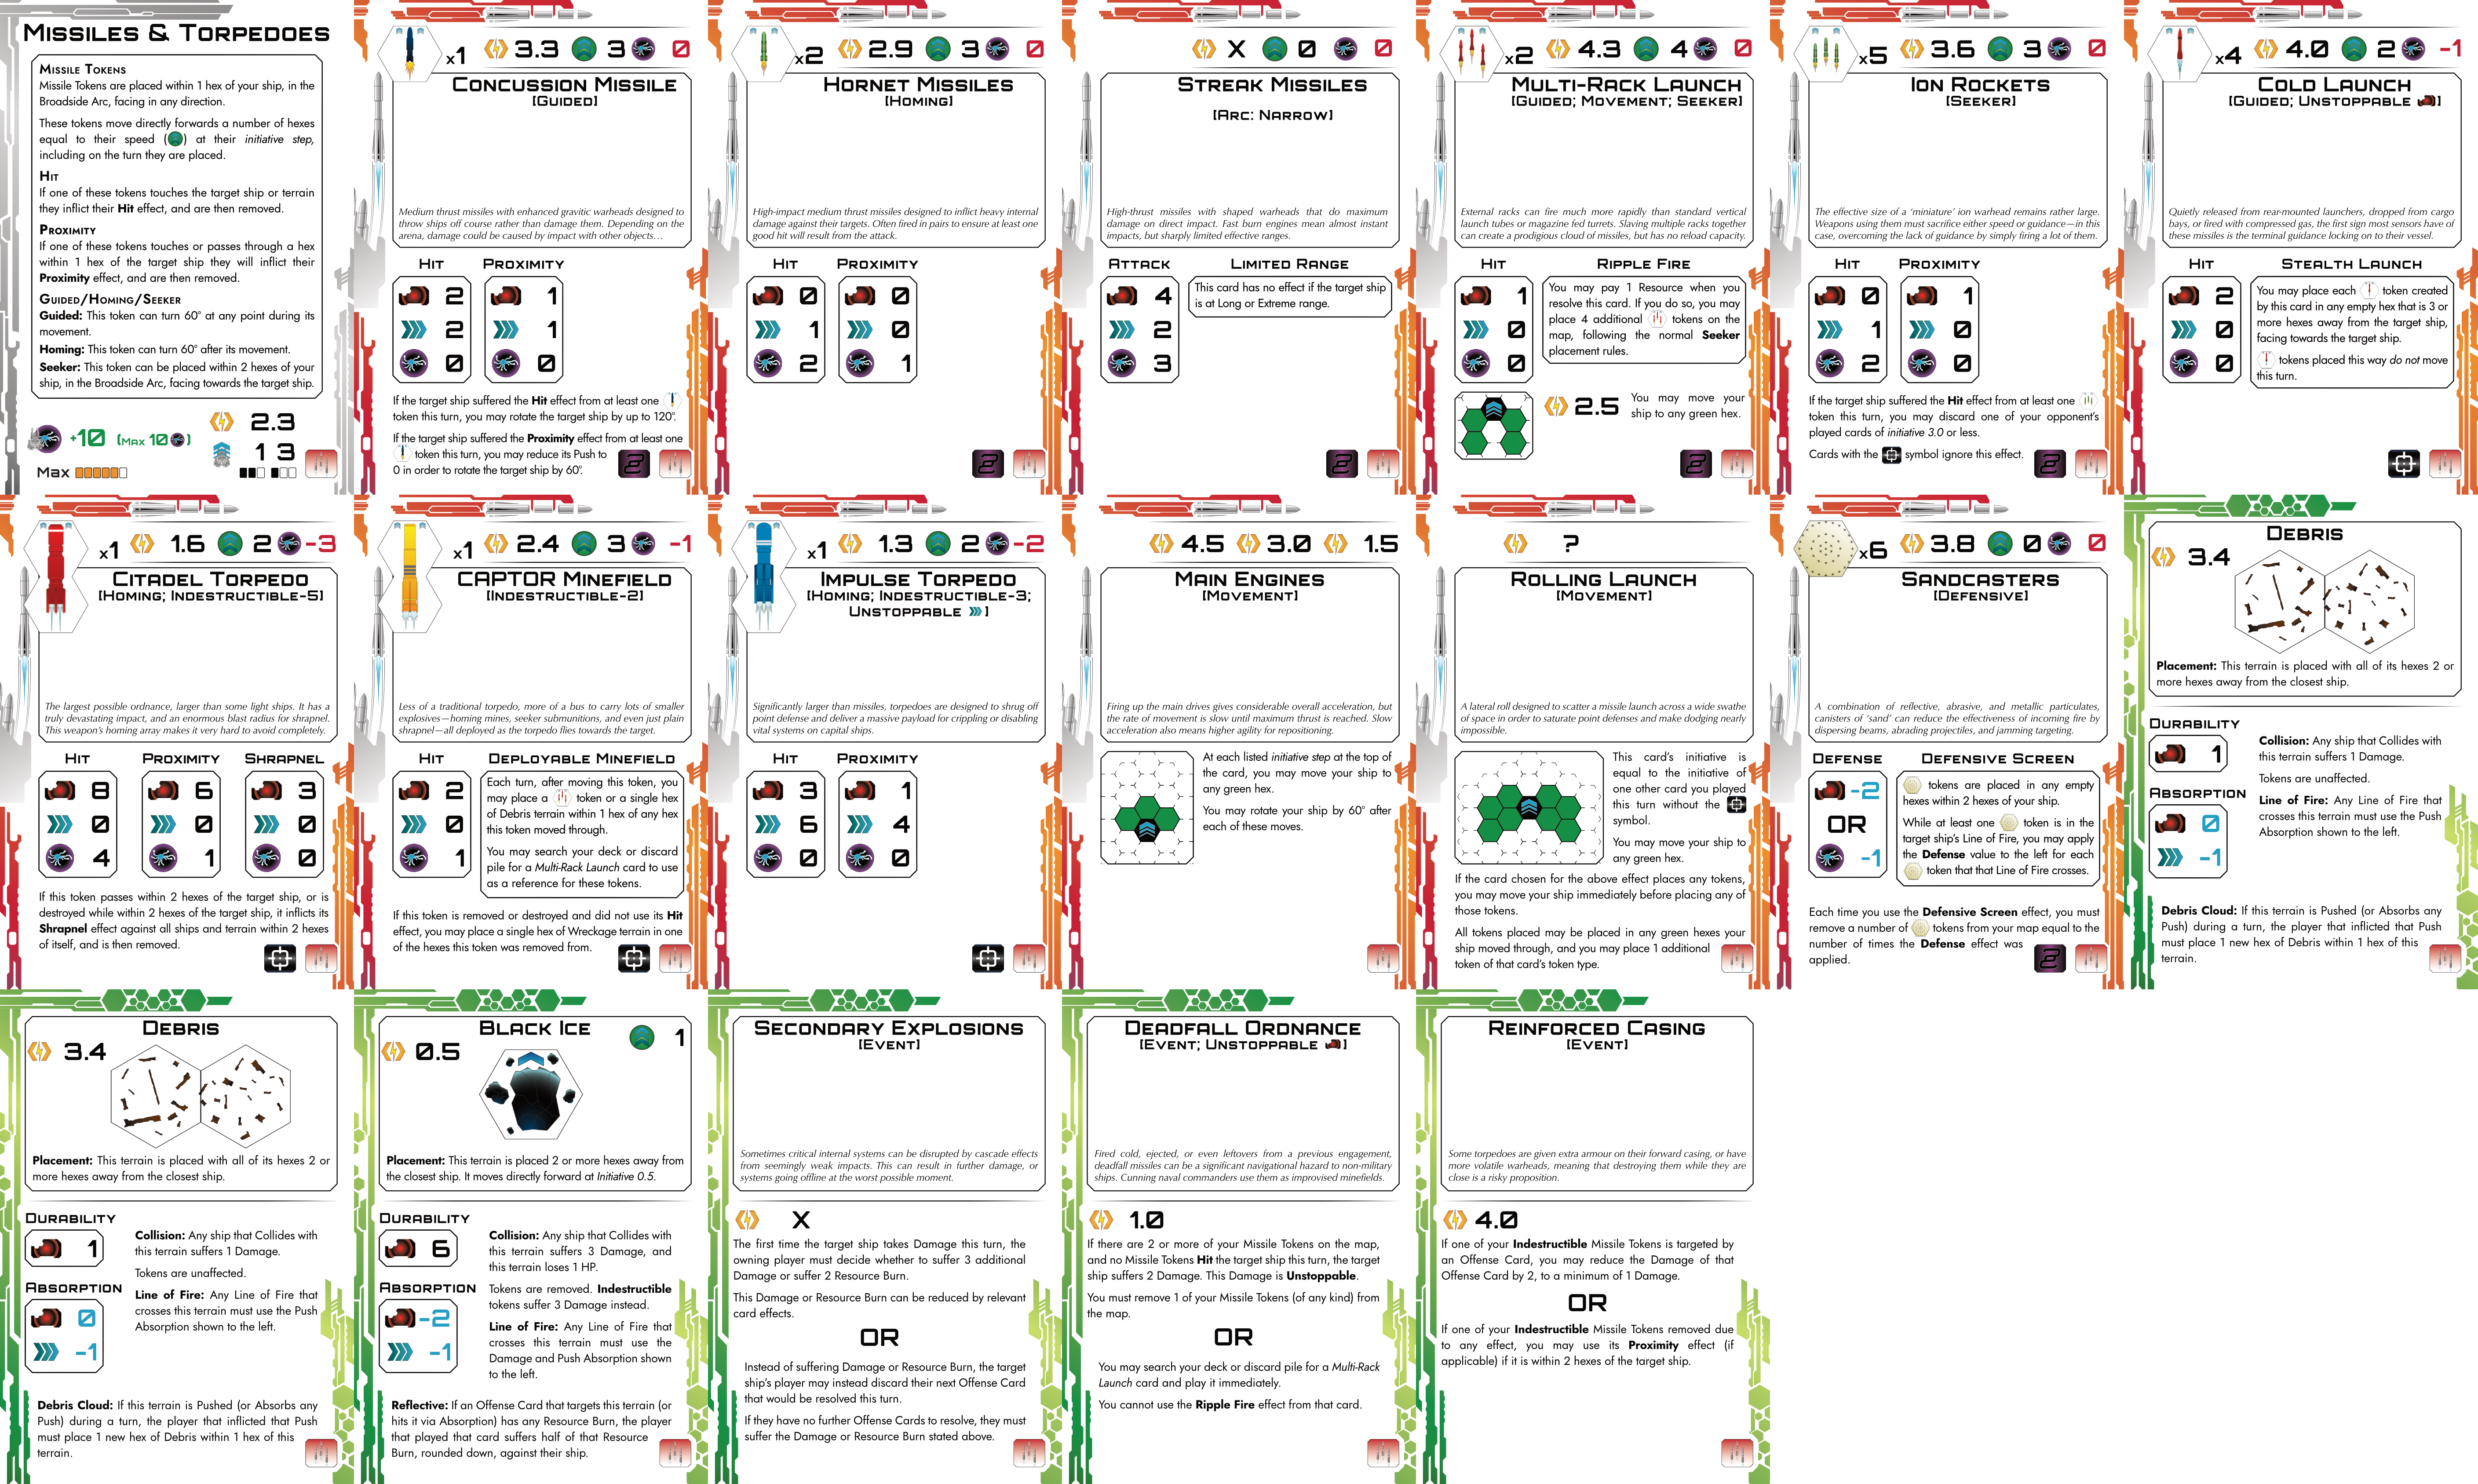 Missiles & Torpedoes
Missile Tokens
Missile Tokens are placed within 1 hex of your ship, in the
Broadside Arc, facing in any direction.
These tokens move directly forwards a number of hexes
equal to their speed ( ) at their initiative step,
including on the turn they are placed.
Hit
If one of these tokens touches the target ship or terrain
they inflict their Hit effect, and are then removed.
Proximity
If one of these tokens touches or passes through a hex
within 1 hex of the target ship they will inflict their
Proximity effect, and are then removed.
Guided/Homing/Seeker
Guided: This token can turn 60° at any point during its
movement.
Homing: This token can turn 60° after its movement.
Seeker: This token can be placed within 2 hexes of your
ship, in the Broadside Arc, facing towards the target ship.
+10 (Max 10 )
2.3
1 3
Max
x1 3.3 3 0
Concussion Missile
[Guided]
Medium thrust missiles with enhanced gravitic warheads designed to
throw ships off course rather than damage them. Depending on the
arena, damage could be caused by impact with other objects...
Hit Proximity
2 1
2 1
0 0
If the target ship suffered the Hit effect from at least one
token this turn, you may rotate the target ship by up to 120°.
If the target ship suffered the Proximity effect from at least one
token this turn, you may reduce its Push to
0 in order to rotate the target ship by 60°.
2
x2 2.9 3 0
Hornet Missiles
[Homing]
High-impact medium thrust missiles designed to inflict heavy internal
damage against their targets. Often fired in pairs to ensure at least one
good hit will result from the attack.
Hit Proximity
0 0
1 0
2 1
2
X 0 0
Streak Missiles
[Arc: Narrow]
High-thrust missiles with shaped warheads that do maximum
damage on direct impact. Fast burn engines mean almost instant
impacts, but sharply limited effective ranges.
Attack Limited Range
4
2
3
This card has no effect if the target ship
is at Long or Extreme range.
2
x2 4.3 4 0
Multi-Rack Launch
[Guided; Movement; Seeker]
External racks can fire much more rapidly than standard vertical
launch tubes or magazine fed turrets. Slaving multiple racks together
can create a prodigious cloud of missiles, but has no reload capacity.
Hit Ripple Fire
1
0
0
You may pay 1 Resource when you
resolve this card. If you do so, you may
place 4 additional tokens on the
map, following the normal Seeker
placement rules.
2.5
You may move your
ship to any green hex.
2
x5 3.6 3 0
Ion Rockets
[Seeker]
The effective size of a 'miniature' ion warhead remains rather large.
Weapons using them must sacrifice either speed or guidance—in this
case, overcoming the lack of guidance by simply firing a lot of them.
Hit Proximity
0 1
1 0
2 0
If the target ship suffered the Hit effect from at least one
token this turn, you may discard one of your opponent's
played cards of initiative 3.0 or less.
Cards with the symbol ignore this effect.
2
x4 4.0 2 -1
Cold Launch
[Guided; Unstoppable ]
Quietly released from rear-mounted launchers, dropped from cargo
bays, or fired with compressed gas, the first sign most sensors have of
these missiles is the terminal guidance locking on to their vessel.
Hit Stealth Launch
2
0
0
You may place each token created
by this card in any empty hex that is 3 or
more hexes away from the target ship,
facing towards the target ship.
tokens placed this way do not move
this turn.
x1 1.6 2 -3
Citadel Torpedo
[Homing; Indestructible-5]
The largest possible ordnance, larger than some light ships. It has a
truly devastating impact, and an enormous blast radius for shrapnel.
This weapon's homing array makes it very hard to avoid completely.
Hit Proximity Shrapnel
8 6 3
0 0 0
4 1 0
If this token passes within 2 hexes of the target ship, or is
destroyed while within 2 hexes of the target ship, it inflicts its
Shrapnel effect against all ships and terrain within 2 hexes
of itself, and is then removed.
x1 2.4 3 -1
CAPTOR Minefield
[Indestructible-2]
Less of a traditional torpedo, more of a bus to carry lots of smaller
explosives—homing mines, seeker submunitions, and even just plain
shrapnel—all deployed as the torpedo flies towards the target.
Hit Deployable Minefield
2
0
1
Each turn, after moving this token, you
may place a token or a single hex
of Debris terrain within 1 hex of any hex
this token moved through.
You may search your deck or discard
pile for a Multi-Rack Launch card to use
as a reference for these tokens.
If this token is removed or destroyed and did not use its Hit
effect, you may place a single hex of Wreckage terrain in one
of the hexes this token was removed from.
x1 1.3 2 -2
Impulse Torpedo
[Homing; Indestructible-3;
Unstoppable ]
Significantly larger than missiles, torpedoes are designed to shrug off
point defense and deliver a massive payload for crippling or disabling
vital systems on capital ships.
Hit Proximity
3 1
6 4
0 0
4.5 3.0 1.5
Main Engines
[Movement]
Firing up the main drives gives considerable overall acceleration, but
the rate of movement is slow until maximum thrust is reached. Slow
acceleration also means higher agility for repositioning.
At each listed initiative step at the top of
the card, you may move your ship to
any green hex.
You may rotate your ship by 60° after
each of these moves.
?
Rolling Launch
[Movement]
A lateral roll designed to scatter a missile launch across a wide swathe
of space in order to saturate point defenses and make dodging nearly
impossible.
This card's initiative is
equal to the initiative of
one other card you played
this turn without the
symbol.
You may move your ship to
any green hex.
If the card chosen for the above effect places any tokens,
you may move your ship immediately before placing any of
those tokens.
All tokens placed may be placed in any green hexes your
ship moved through, and you may place 1 additional
token of that card's token type.
x6 3.8 0 0
Sandcasters
[Defensive]
A combination of reflective, abrasive, and metallic particulates,
canisters of 'sand' can reduce the effectiveness of incoming fire by
dispersing beams, abrading projectiles, and jamming targeting.
Defense Defensive Screen
-2
OR
-1
tokens are placed in any empty
hexes within 2 hexes of your ship.
While at least one token is in the
target ship's Line of Fire, you may apply
the Defense value to the left for each
token that that Line of Fire crosses.
Each time you use the Defensive Screen effect, you must
remove a number of tokens from your map equal to the
number of times the Defense effect was
applied.
2
Debris
3.4
Placement: This terrain is placed with all of its hexes 2 or
more hexes away from the closest ship.
Durability
1
Absorption
0
-1
Collision: Any ship that Collides with
this terrain suffers 1 Damage.
Tokens are unaffected.
Line of Fire: Any Line of Fire that
crosses this terrain must use the Push
Absorption shown to the left.
Debris Cloud: If this terrain is Pushed (or Absorbs any
Push) during a turn, the player that inflicted that Push
must place 1 new hex of Debris within 1 hex of this
terrain.
Debris
3.4
Placement: This terrain is placed with all of its hexes 2 or
more hexes away from the closest ship.
Durability
1
Absorption
0
-1
Collision: Any ship that Collides with
this terrain suffers 1 Damage.
Tokens are unaffected.
Line of Fire: Any Line of Fire that
crosses this terrain must use the Push
Absorption shown to the left.
Debris Cloud: If this terrain is Pushed (or Absorbs any
Push) during a turn, the player that inflicted that Push
must place 1 new hex of Debris within 1 hex of this
terrain.
Black Ice
0.5 1
Placement: This terrain is placed 2 or more hexes away from
the closest ship. It moves directly forward at Initiative 0.5.
Durability
6
Absorption
-2
-1
Collision: Any ship that Collides with
this terrain suffers 3 Damage, and
this terrain loses 1 HP.
Tokens are removed. Indestructible
tokens suffer 3 Damage instead.
Line of Fire: Any Line of Fire that
crosses this terrain must use the
Damage and Push Absorption shown
to the left.
Reflective: If an Offense Card that targets this terrain (or
hits it via Absorption) has any Resource Burn, the player
that played that card suffers half of that Resource
Burn, rounded down, against their ship.
Secondary Explosions
[Event]
Sometimes critical internal systems can be disrupted by cascade effects
from seemingly weak impacts. This can result in further damage, or
systems going offline at the worst possible moment.
X
The first time the target ship takes Damage this turn, the
owning player must decide whether to suffer 3 additional
Damage or suffer 2 Resource Burn.
This Damage or Resource Burn can be reduced by relevant
card effects.
OR
Instead of suffering Damage or Resource Burn, the target
ship's player may instead discard their next Offense Card
that would be resolved this turn.
If they have no further Offense Cards to resolve, they must
suffer the Damage or Resource Burn stated above.
Deadfall Ordnance
[Event; Unstoppable ]
Fired cold, ejected, or even leftovers from a previous engagement,
deadfall missiles can be a significant navigational hazard to non-military
ships. Cunning naval commanders use them as improvised minefields.
1.0
If there are 2 or more of your Missile Tokens on the map,
and no Missile Tokens Hit the target ship this turn, the target
ship suffers 2 Damage. This Damage is Unstoppable.
You must remove 1 of your Missile Tokens (of any kind) from
the map.
OR
You may search your deck or discard pile for a Multi-Rack
Launch card and play it immediately.
You cannot use the Ripple Fire effect from that card.
Reinforced Casing
[Event]
Some torpedoes are given extra armour on their forward casing, or have
more volatile warheads, meaning that destroying them while they are
close is a risky proposition.
4.0
If one of your Indestructible Missile Tokens is targeted by
an Offense Card, you may reduce the Damage of that
Offense Card by 2, to a minimum of 1 Damage.
OR
If one of your Indestructible Missile Tokens removed due
to any effect, you may use its Proximity effect (if
applicable) if it is within 2 hexes of the target ship.